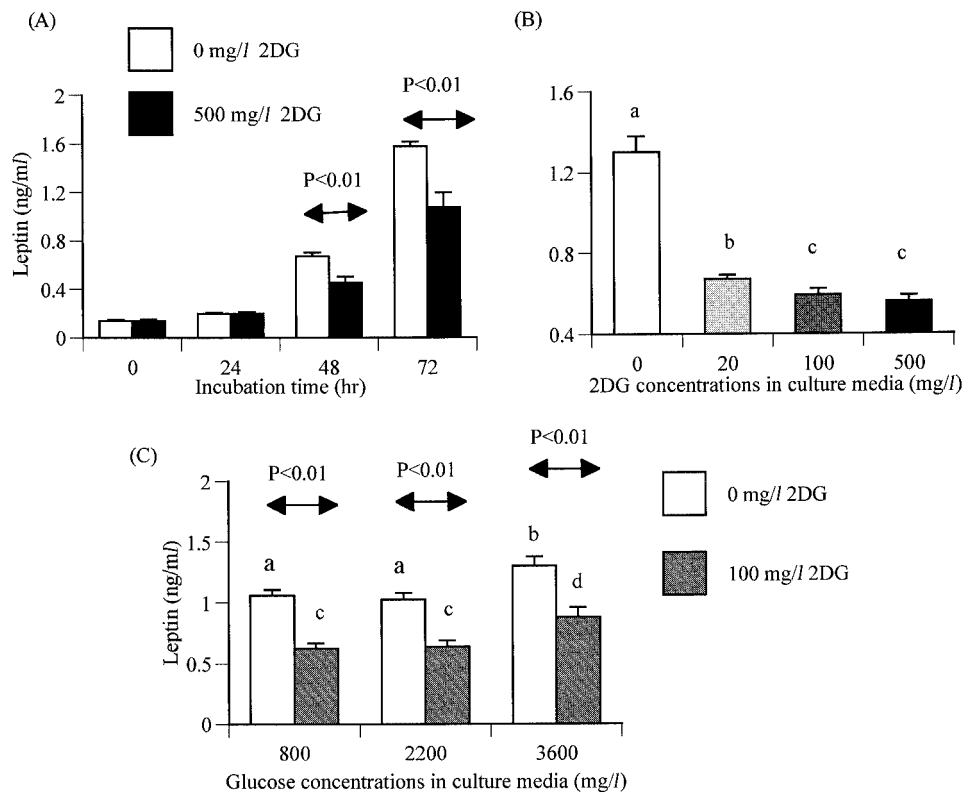 (A)
0 mg/l 2DG
500 mg/l 2DG
P<0.01
P<0.01
Leptin (ng/ml)
2
1.6
1.2
0.8
0.4
0
0 24 48 72
Incubation time (hr)
(B)
1.6
1.2
0.8
0.4
a
b
c
c
0 20 100 500
2DG concentrations in culture media (mg/l)
(C)
P<0.01
P<0.01
P<0.01
0 mg/l 2DG
100 mg/l 2DG
Leptin (ng/ml)
2
1.5
1
0.5
0
a
c
a
c
b
d
800 2200 3600
Glucose concentrations in culture media (mg/l)